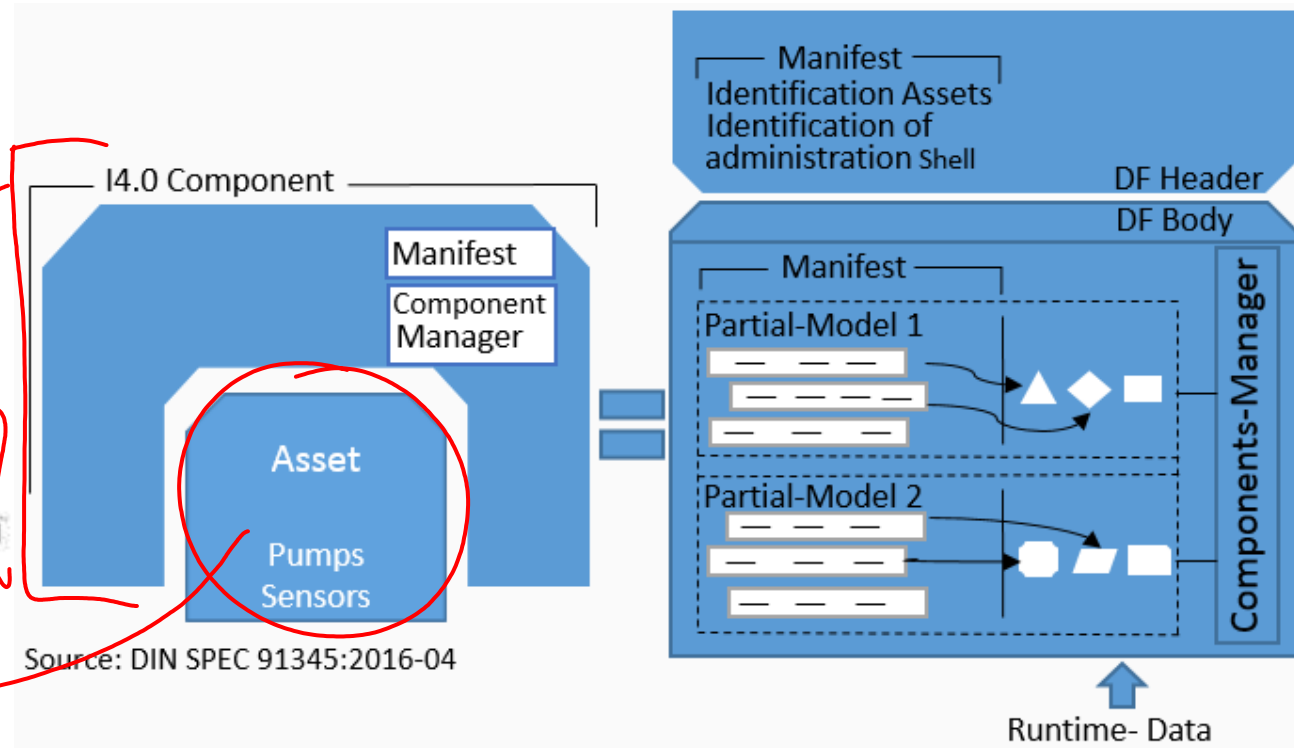 I4.0 Component
Manifest
Component
Manager
Asset
Pumps
Sensors
Source: DIN SPEC 91345:2016-04
Manifest
Identification Assets
Identification of
administration Shell
DF Header
DF Body
Manifest
Partial-Model 1
Partial-Model 2
Components-Manager
Runtime- Data